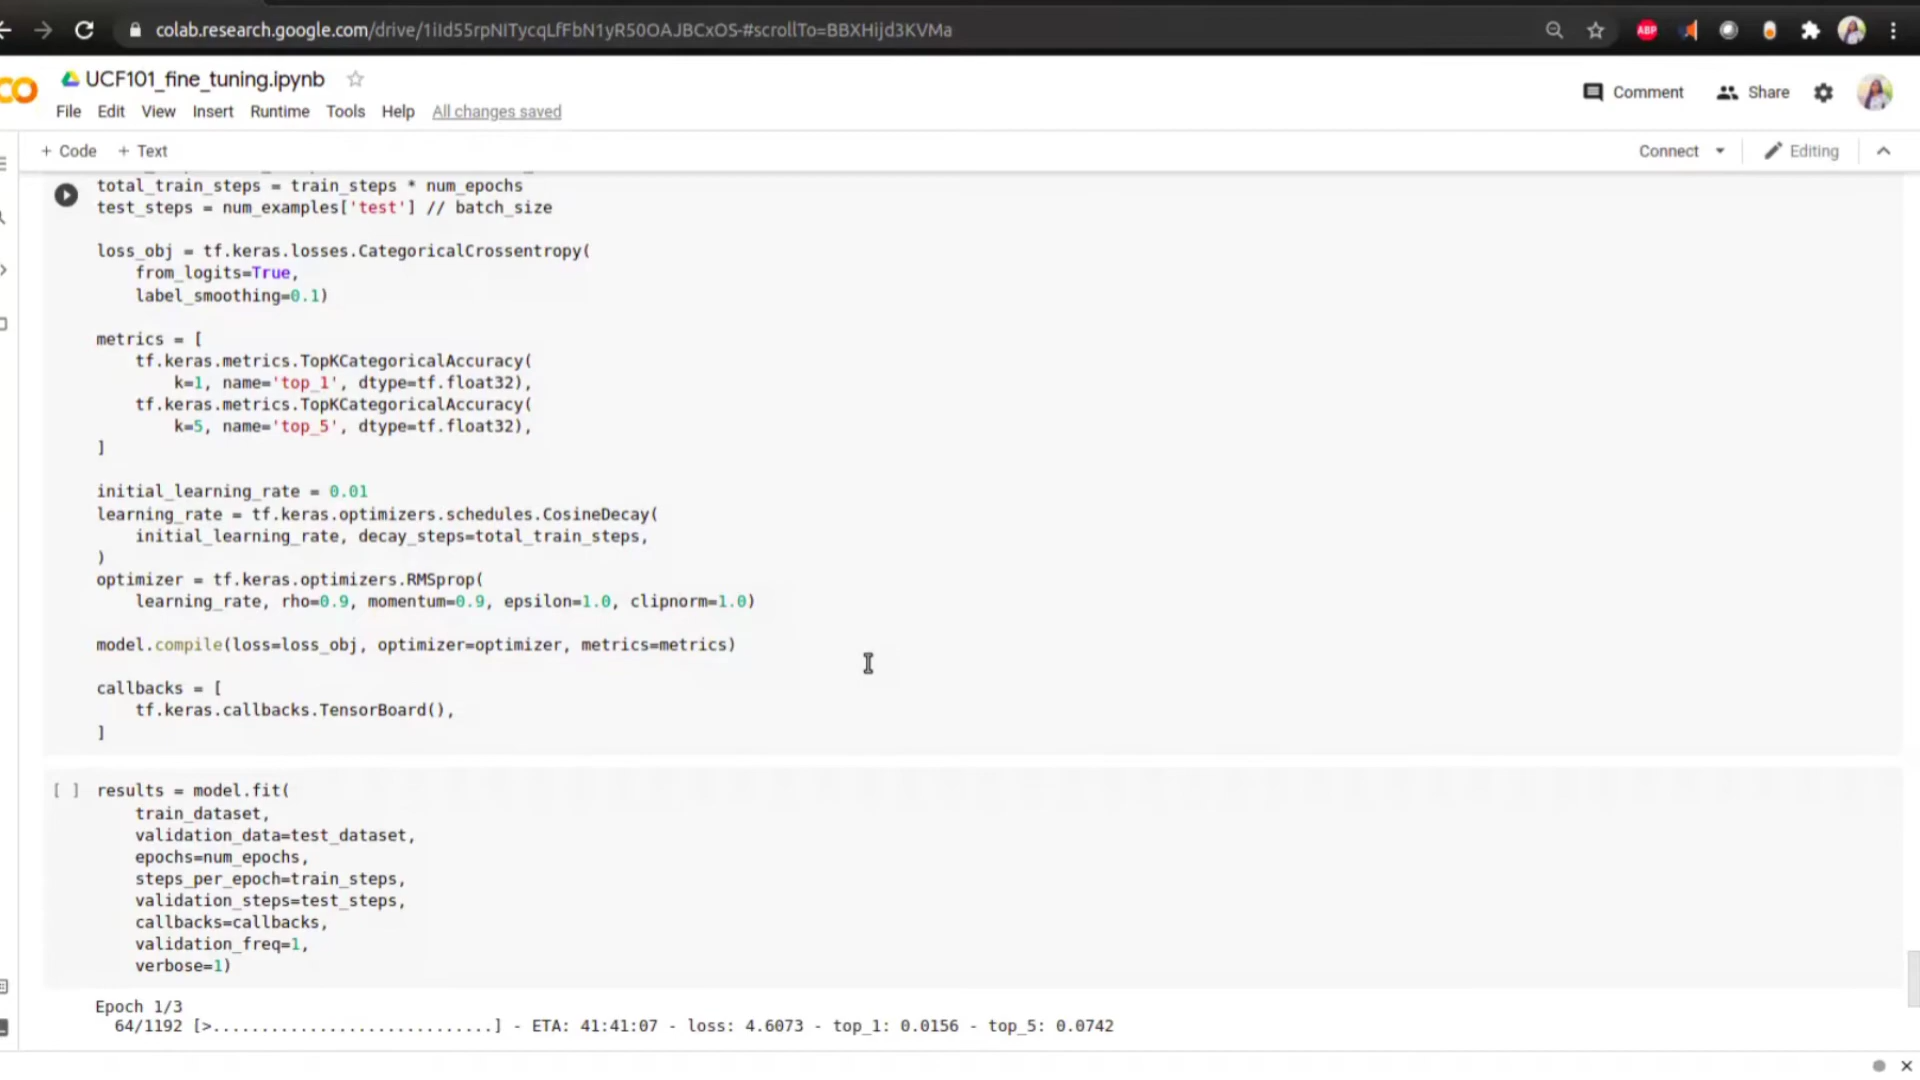 colab.research.google.com/drive/1iId55rpNITycqLfFbN1yR50OAJBCxOS-#scrollTo=BBXHijd3KVMa
ABP
CO
UCF101_fine_tuning.ipynb
Comment
Share
File Edit View Insert Runtime Tools Help All changes saved
+ Code + Text
Connect
Editing
total_train_steps = train_steps * num_epochs
test_steps = num_examples['test'] // batch_size
loss_obj = tf.keras.losses.CategoricalCrossentropy(
from_logits=True,
label_smoothing=0.1)
metrics = [
tf.keras.metrics.TopKCategoricalAccuracy(
k=1, name='top_1', dtype=tf.float32),
tf.keras.metrics.TopKCategoricalAccuracy(
k=5, name='top_5', dtype=tf.float32),
]
initial_learning_rate = 0.01
learning_rate = tf.keras.optimizers.schedules.CosineDecay(
initial_learning_rate, decay_steps=total_train_steps,
)
optimizer = tf.keras.optimizers.RMSprop(
learning_rate, rho=0.9, momentum=0.9, epsilon=1.0, clipnorm=1.0)
model.compile(loss=loss_obj, optimizer=optimizer, metrics=metrics)
callbacks = [
tf.keras.callbacks.TensorBoard(),
]
[ ] results = model.fit(
train_dataset,
validation_data=test_dataset,
epochs=num_epochs,
steps_per_epoch=train_steps,
validation_steps=test_steps,
callbacks=callbacks,
validation_freq=1,
verbose=1)
Epoch 1/3
64/1192 [>.............................] - ETA: 41:41:07 - loss: 4.6073 - top_1: 0.0156 - top_5: 0.0742